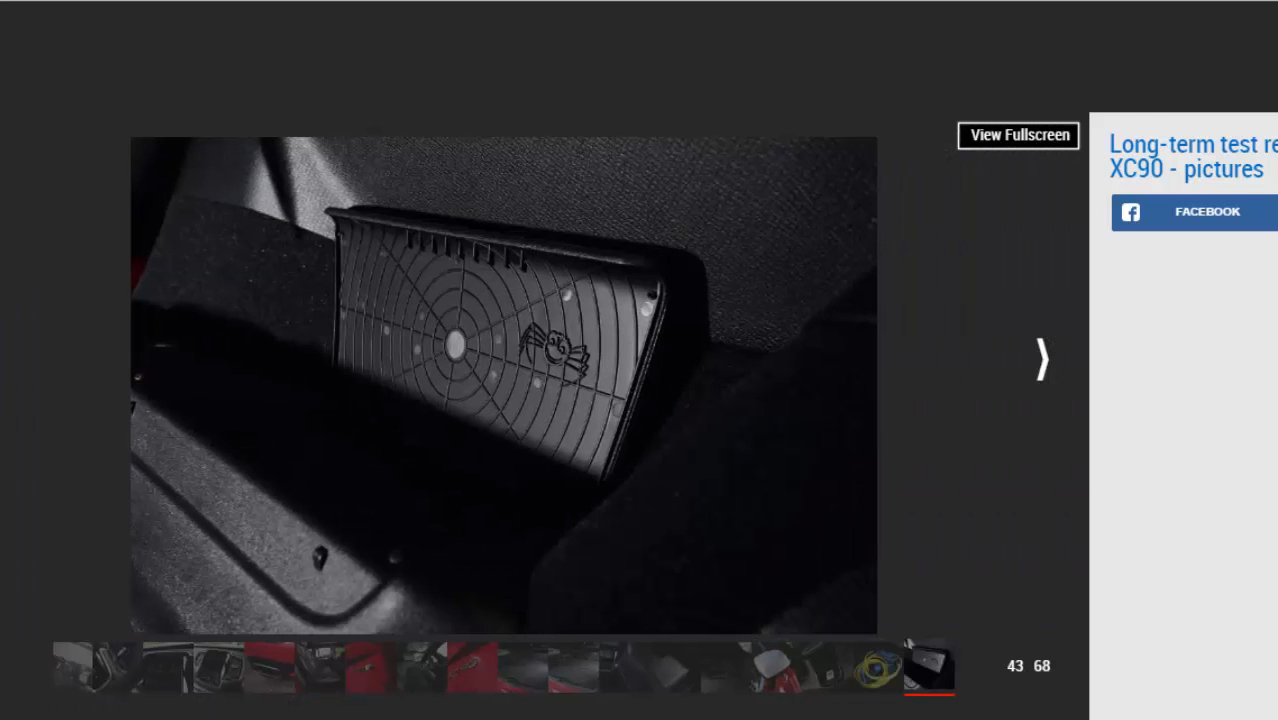 View Fullscreen
Long-term test re
XC90 - pictures
FACEBOOK
43 68